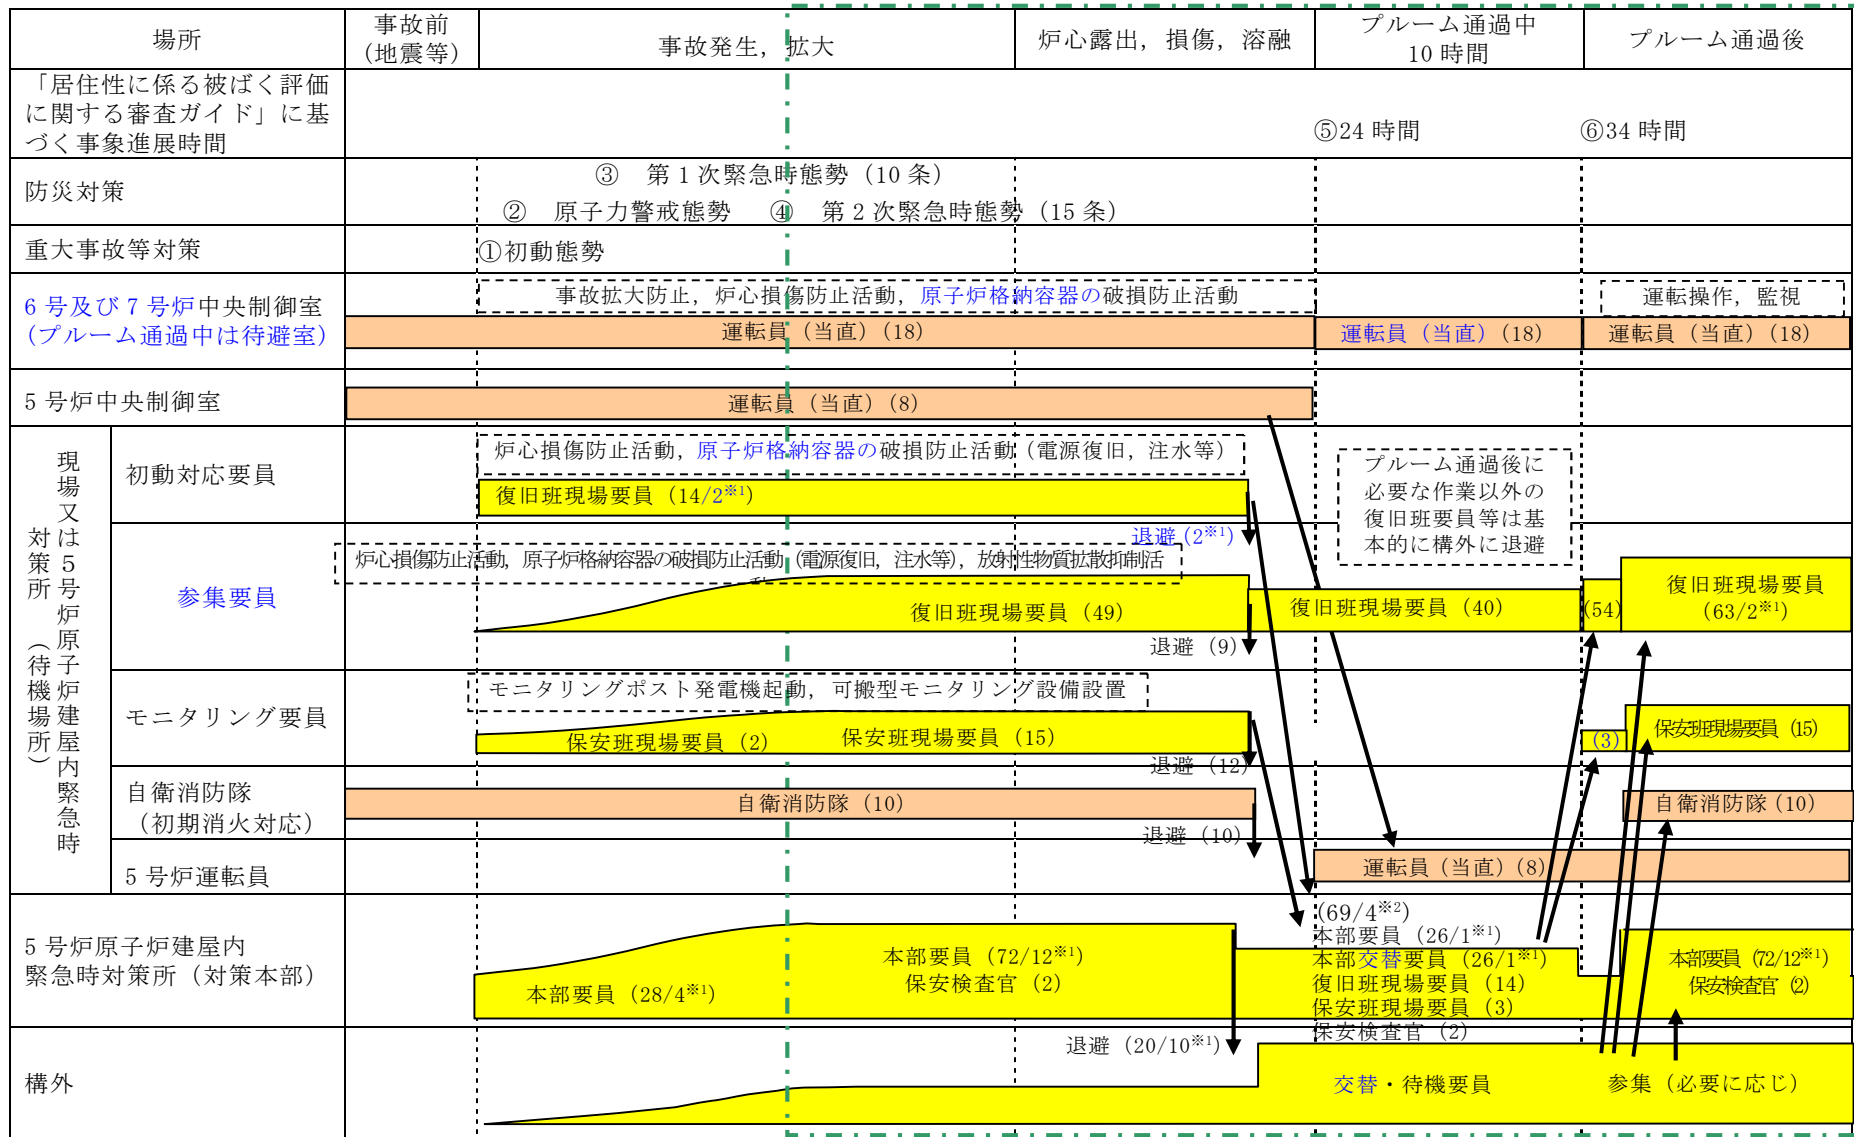 場所
事故前
(地震等)
事故発生，拡大
炉心露出，損傷，溶融
プルーム通過中
10 時間
プルーム通過後
「居住性に係る被ばく評価
に関する審査ガイド」に基
づく事象進展時間
⑤24 時間
⑥34 時間
防災対策
③　第 1 次緊急時態勢（10 条）
②　原子力警戒態勢
④　第 2 次緊急時態勢（15 条）
重大事故等対策
①初動態勢
6 号及び 7 号炉中央制御室
(プルーム通過中は待避室)
事故拡大防止，炉心損傷防止活動，原子炉格納容器の破損防止活動
運転操作，監視
運転員（当直）(18)
運転員（当直）(18)
運転員（当直）(18)
5 号炉中央制御室
運転員（当直）(8)
現場又は５号炉原子炉建屋内緊急時
対策所（待機場所）
初動対応要員
炉心損傷防止活動，原子炉格納容器の破損防止活動（電源復旧，注水等）
復旧班現場要員（14/2※1）
退避（2※1）
プルーム通過後に
必要な作業以外の
復旧班要員等は基
本的に構外に退避
参集要員
炉心損傷防止活動，原子炉格納容器の破損防止活動（電源復旧，注水等），放射性物質拡散抑制活
復旧班現場要員（49）
復旧班現場要員（40）
(54)
復旧班現場要員
（63/2※1）
退避（9）
モニタリング要員
モニタリングポスト発電機起動，可搬型モニタリング設備設置
保安班現場要員（2）
保安班現場要員（15）
(3)
保安班現場要員（15）
退避（12）
自衛消防隊
（初期消火対応）
自衛消防隊（10）
自衛消防隊（10）
退避（10）
5 号炉運転員
運転員（当直）(8)
5 号炉原子炉建屋内
緊急時対策所（対策本部）
本部要員（28/4※1）
本部要員（72/12※1）
保安検査官（2）
(69/4※2)
本部要員（26/1※1）
本部交替要員（26/1※1）
復旧班現場要員（14）
保安班現場要員（3）
保安検査官（2）
本部要員（72/12※1）
保安検査官（2）
退避（20/10※1）
構外
交替・待機要員
参集（必要に応じ）